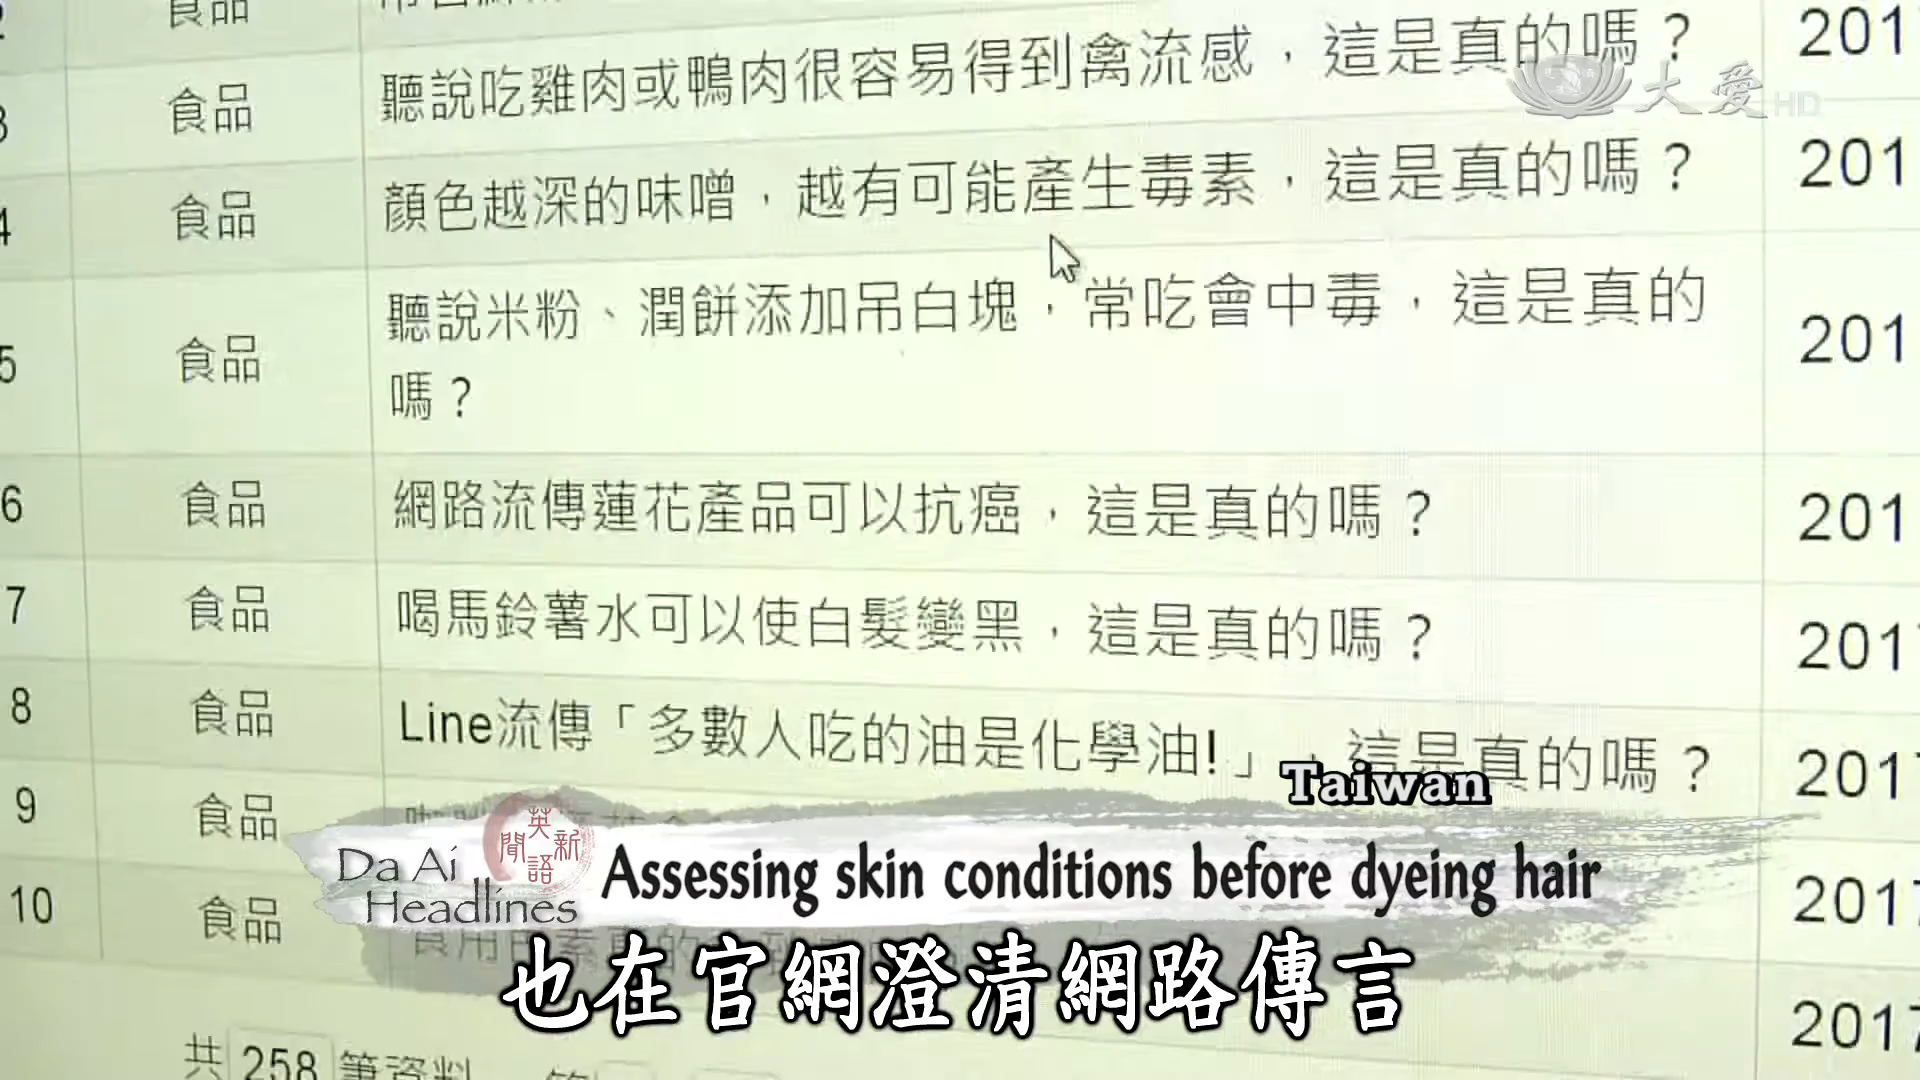 食品
3 食品 聽說吃雞肉或鴨肉很容易得到禽流感，這是真的嗎？ 201
大愛HD
4 食品 顏色越深的味噌，越有可能產生毒素，這是真的嗎？ 201
5 食品 聽說米粉、潤餅添加吊白塊，常吃會中毒，這是真的 201
嗎？
6 食品 網路流傳蓮花產品可以抗癌，這是真的嗎？ 201
7 食品 喝馬鈴薯水可以使白髮變黑，這是真的嗎？ 201
8 食品 Line流傳「多數人吃的油是化學油!」，這是真的嗎？ 2017
9 食品
Taiwan
英語新聞
Da Ai
Headlines
Assessing skin conditions before dyeing hair
10 食品 2017
也在官網澄清網路傳言
2017
共 258 筆資料